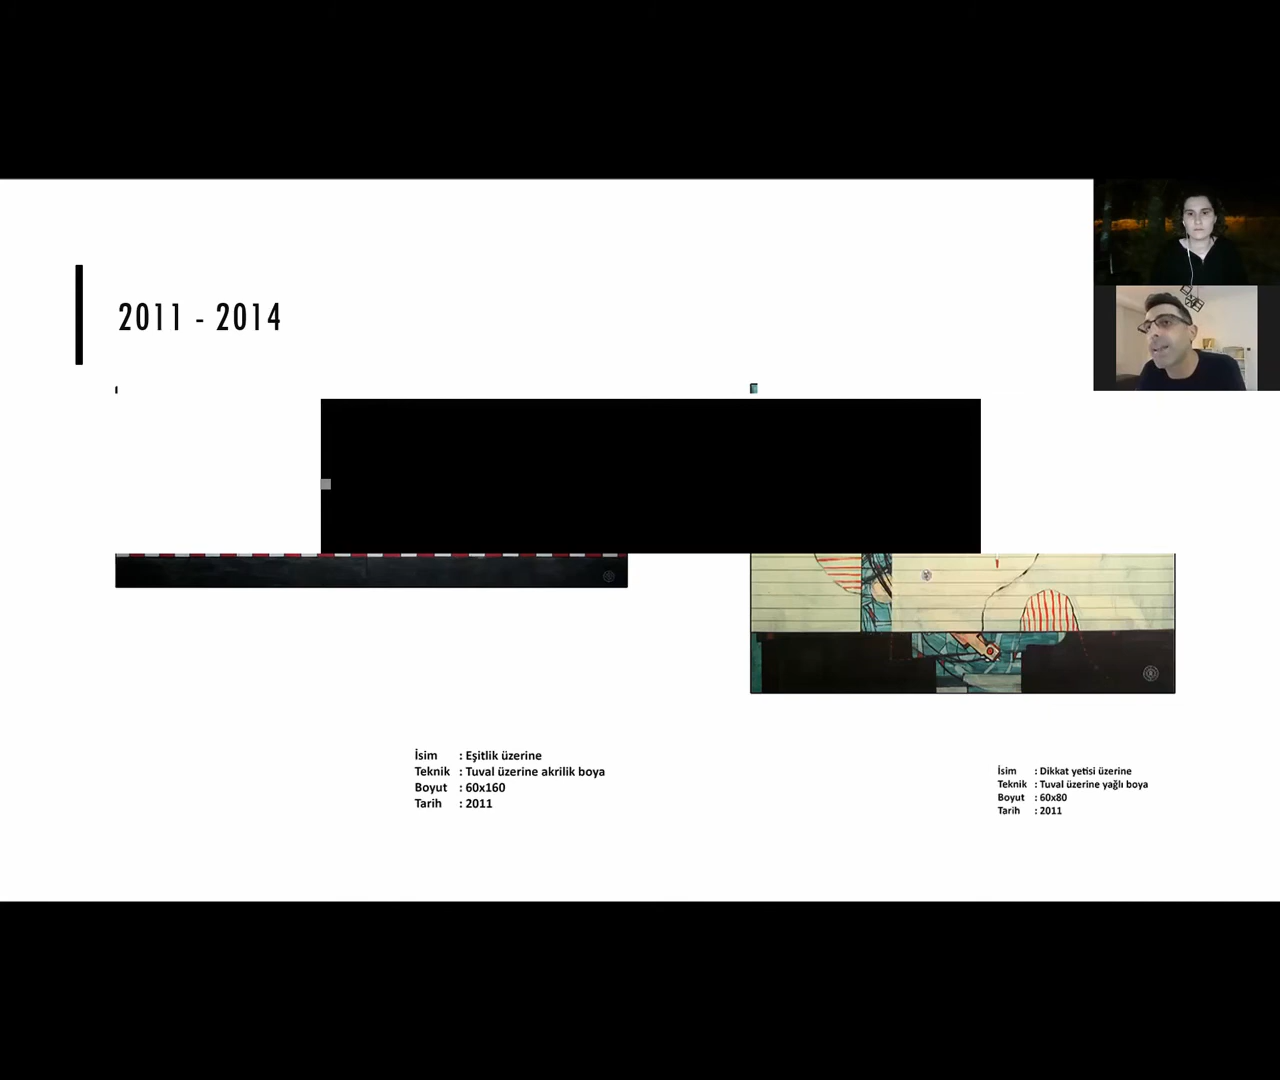 2011 - 2014
İsim : Eşitlik üzerine
Teknik : Tuval üzerine akrilik boya
Boyut : 60x160
Tarih : 2011
İsim : Dikkat yetisi üzerine
Teknik : Tuval üzerine yağlı boya
Boyut : 60x80
Tarih : 2011